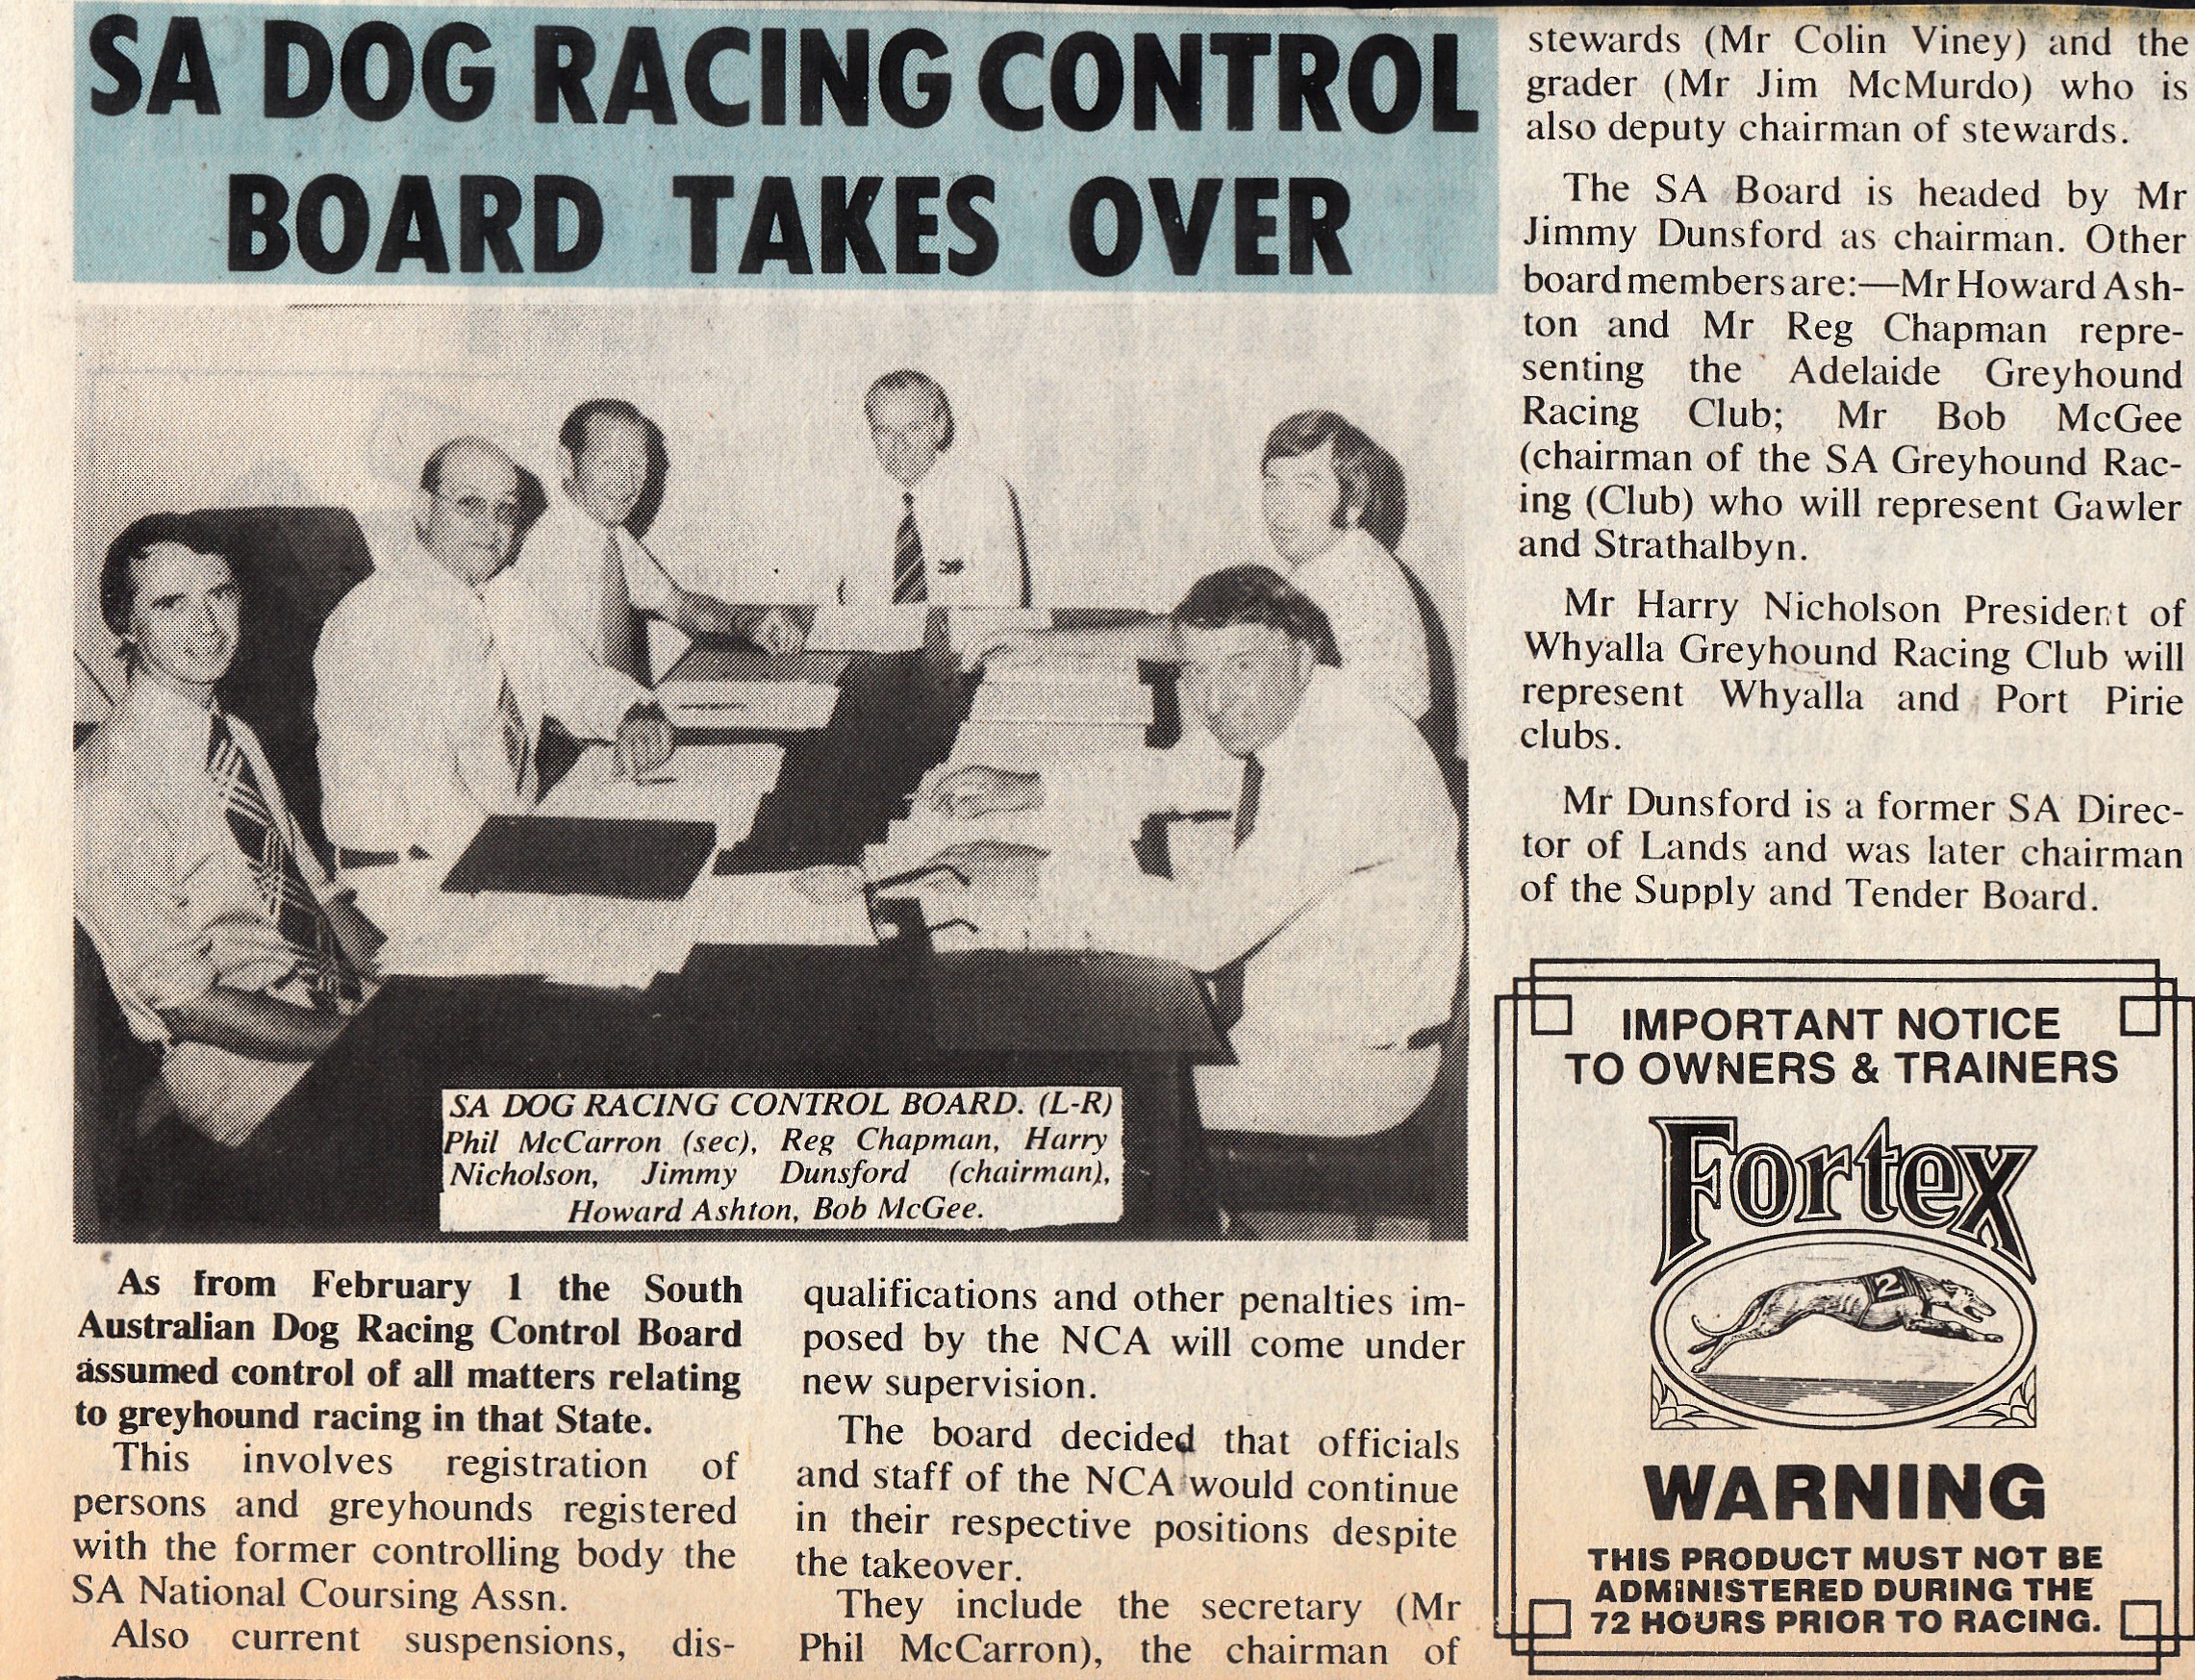 SA DOG RACING CONTROL
BOARD TAKES OVER
SA DOG RACING CONTROL BOARD. (L-R)
Phil McCarron (sec), Reg Chapman, Harry
Nicholson, Jimmy Dunsford (chairman),
Howard Ashton, Bob McGee.
As from February 1 the South
Australian Dog Racing Control Board
assumed control of all matters relating
to greyhound racing in that State.
This involves registration of
persons and greyhounds registered
with the former controlling body the
SA National Coursing Assn.
Also current suspensions, dis-
qualifications and other penalties im-
posed by the NCA will come under
new supervision.
The board decided that officials
and staff of the NCA would continue
in their respective positions despite
the takeover.
They include the secretary (Mr
Phil McCarron), the chairman of
stewards (Mr Colin Viney) and the
grader (Mr Jim McMurdo) who is
also deputy chairman of stewards.
The SA Board is headed by Mr
Jimmy Dunsford as chairman. Other
board members are:—Mr Howard Ash-
ton and Mr Reg Chapman repre-
senting the Adelaide Greyhound
Racing Club; Mr Bob McGee
(chairman of the SA Greyhound Rac-
ing (Club) who will represent Gawler
and Strathalbyn.
Mr Harry Nicholson President of
Whyalla Greyhound Racing Club will
represent Whyalla and Port Pirie
clubs.
Mr Dunsford is a former SA Direc-
tor of Lands and was later chairman
of the Supply and Tender Board.
IMPORTANT NOTICE
TO OWNERS & TRAINERS
Fortex
2
WARNING
THIS PRODUCT MUST NOT BE
ADMINISTERED DURING THE
72 HOURS PRIOR TO RACING.